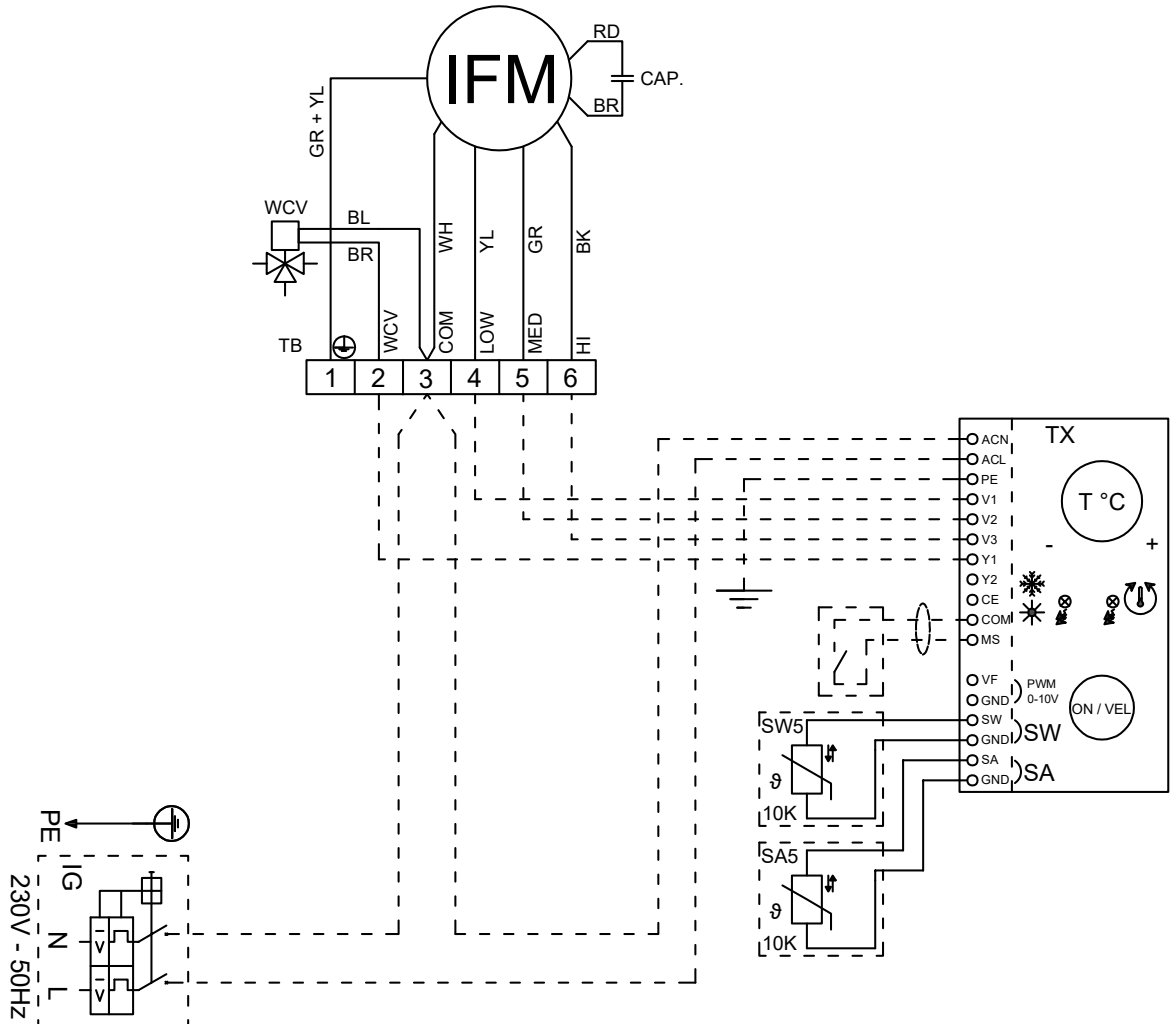 RD
IFM
CAP.
BR
GR + YL
WCV
BL
BR
WH
YL
GR
BK
WCV
COM
LOW
MED
HI
TB
1 2 3 4 5 6
TX
ACN
ACL
PE
V1
V2
V3
Y1
Y2
CE
COM
MS
VF
GND
SW
GND
SA
GND
T °C
- +
PWM
0-10V
ON / VEL
SW
SA
SW5
ϑ
10K
SA5
ϑ
10K
PE
IG
N
L
V
V
230V - 50Hz